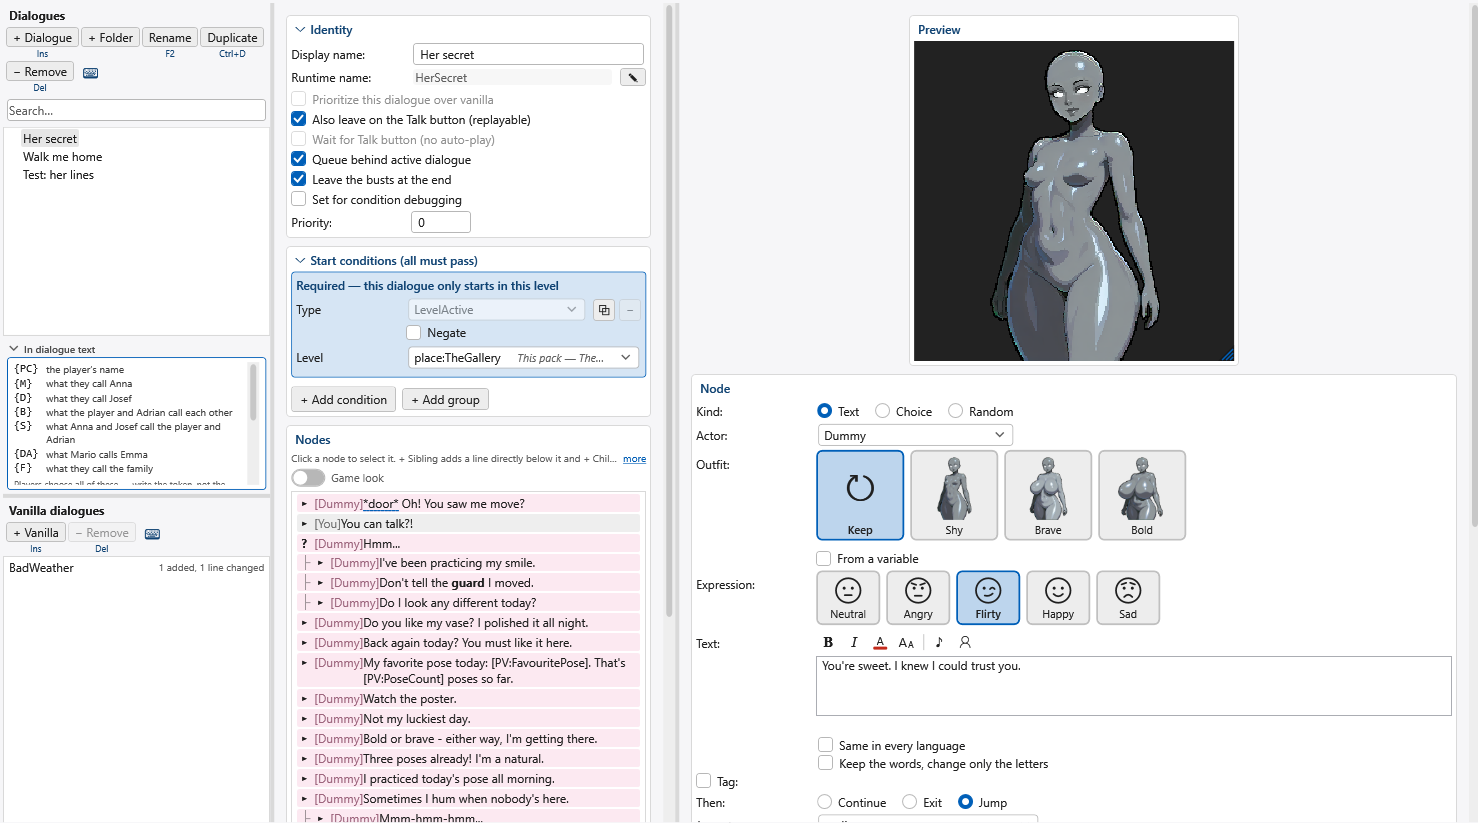 Dialogues
+ Dialogue
+ Folder
Rename
Duplicate
Ins
F2
Ctrl+D
− Remove
Del
Search...
Her secret
Walk me home
Test: her lines
In dialogue text
{PC} the player's name
{M} what they call Anna
{D} what they call Josef
{B} what the player and Adrian call each other
{S} what Anna and Josef call the player and
Adrian
{DA} what Mario calls Emma
{F} what they call the family
Players choose all of these — write the token, not the
Vanilla dialogues
+ Vanilla
− Remove
Ins
Del
BadWeather 1 added, 1 line changed
Identity
Display name: Her secret
Runtime name: HerSecret
Prioritize this dialogue over vanilla
Also leave on the Talk button (replayable)
Wait for Talk button (no auto-play)
Queue behind active dialogue
Leave the busts at the end
Set for condition debugging
Priority: 0
Start conditions (all must pass)
Required — this dialogue only starts in this level
Type LevelActive
Negate
Level place:TheGallery This pack — The...
+ Add condition
+ Add group
Nodes
Click a node to select it. + Sibling adds a line directly below it and + Chil... more
Game look
[Dummy]*door* Oh! You saw me move?
[You]You can talk?!
? [Dummy]Hmm...
[Dummy]I've been practicing my smile.
[Dummy]Don't tell the guard I moved.
[Dummy]Do I look any different today?
[Dummy]Do you like my vase? I polished it all night.
[Dummy]Back again today? You must like it here.
[Dummy]My favorite pose today: [PV:FavouritePose]. That's
[PV:PoseCount] poses so far.
[Dummy]Watch the poster.
[Dummy]Not my luckiest day.
[Dummy]Bold or brave - either way, I'm getting there.
[Dummy]Three poses already! I'm a natural.
[Dummy]I practiced today's pose all morning.
[Dummy]Sometimes I hum when nobody's here.
[Dummy]Mmm-hmm-hmm...
Preview
Node
Kind: Text Choice Random
Actor: Dummy
Outfit:
Keep
Shy
Brave
Bold
From a variable
Expression:
Neutral
Angry
Flirty
Happy
Sad
Text:
B I A AA
You're sweet. I knew I could trust you.
Same in every language
Keep the words, change only the letters
Tag:
Then: Continue Exit Jump